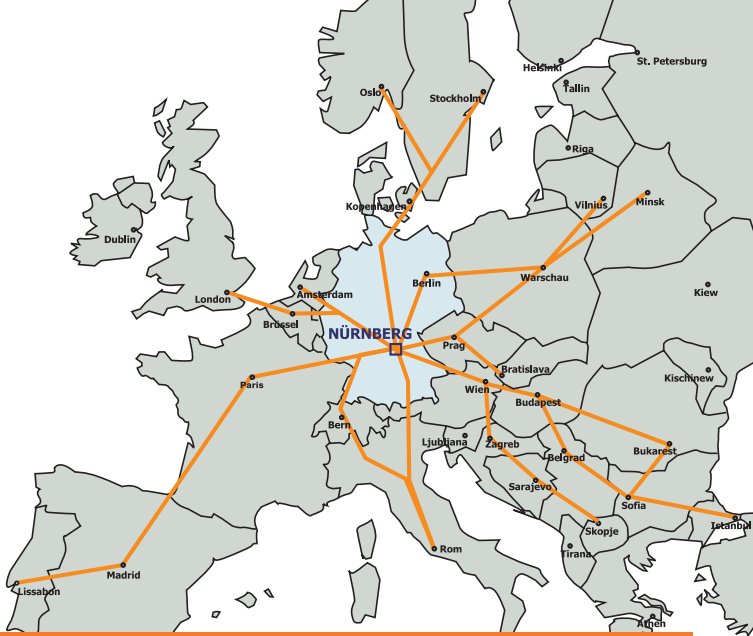 St. Petersburg
Helsinki
Tallin
Oslo
Stockholm
Riga
Kopenhagen
Vilnius
Minsk
Dublin
Berlin
Warschau
Amsterdam
London
Kiew
Brüssel
NÜRNBERG
Prag
Bratislava
Kischinew
Paris
Wien
Budapest
Bern
Ljubljana
Zagreb
Bukarest
Belgrad
Sarajevo
Sofia
Istanbul
Skopje
Rom
Tirana
Madrid
Lissabon
Athen